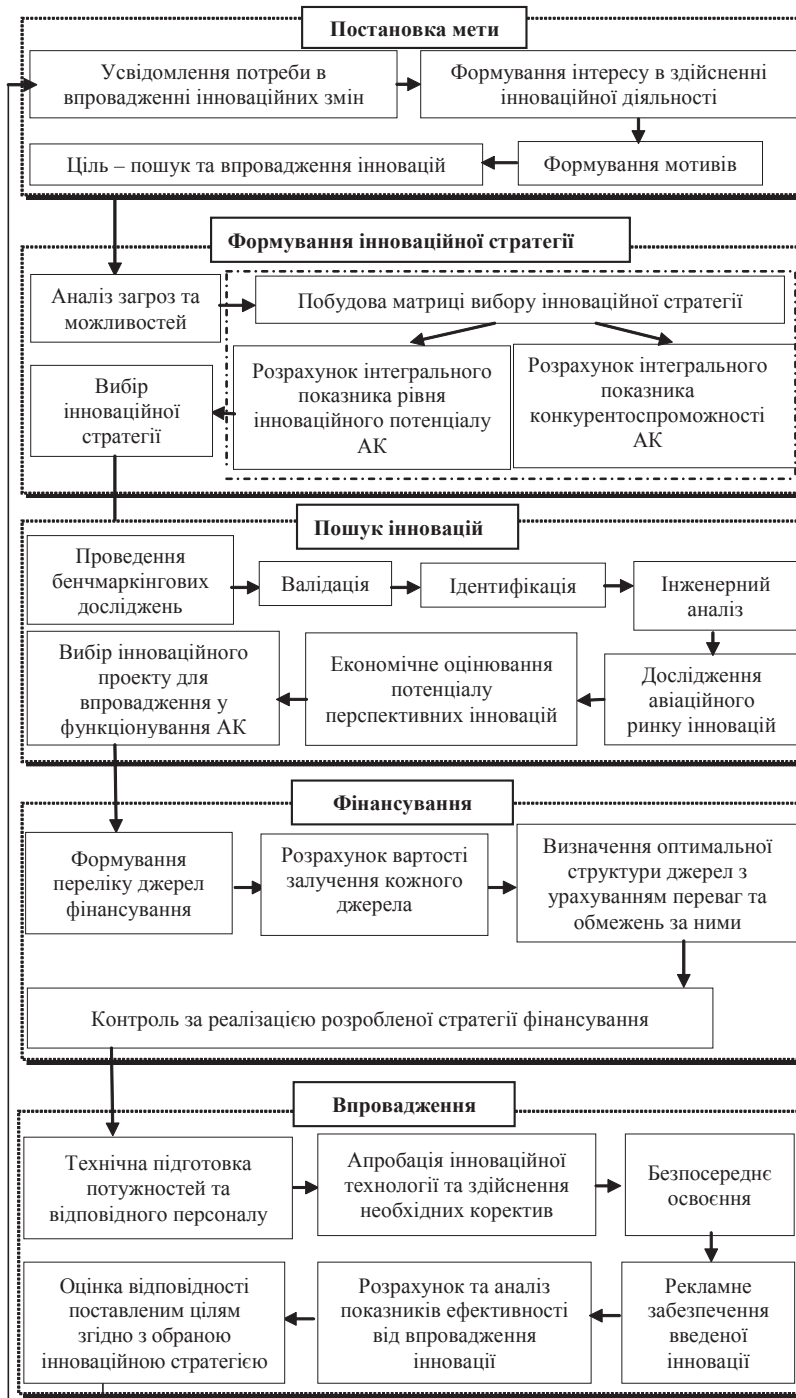 Постановка мети
Усвідомлення потреби в
впровадженні інноваційних змін
Формування інтересу в здійсненні
інноваційної діяльності
Формування мотивів
Ціль – пошук та впровадження інновацій
Формування інноваційної стратегії
Аналіз загроз та
можливостей
Побудова матриці вибору інноваційної стратегії
Розрахунок інтегрального
показника рівня
інноваційного потенціалу
АК
Розрахунок інтегрального
показника
конкурентоспроможності
АК
Вибір
інноваційної
стратегії
Пошук інновацій
Проведення
бенчмаркінгових
досліджень
Валідація
Ідентифікація
Інженерний
аналіз
Дослідження
авіаційного
ринку інновацій
Економічне оцінювання
потенціалу
перспективних інновацій
Вибір інноваційного
проекту для
впровадження у
функціонування АК
Фінансування
Формування
переліку джерел
фінансування
Розрахунок вартості
залучення кожного
джерела
Визначення оптимальної
структури джерел з
урахуванням переваг та
обмежень за ними
Контроль за реалізацією розробленої стратегії фінансування
Впровадження
Технічна підготовка
потужностей та
відповідного персоналу
Апробація інноваційної
технології та здійснення
необхідних коректив
Безпосереднє
освоєння
Рекламне
забезпечення
введеної
інновації
Розрахунок та аналіз
показників ефективності
від впровадження
інновації
Оцінка відповідності
поставленим цілям
згідно з обраною
інноваційною стратегією